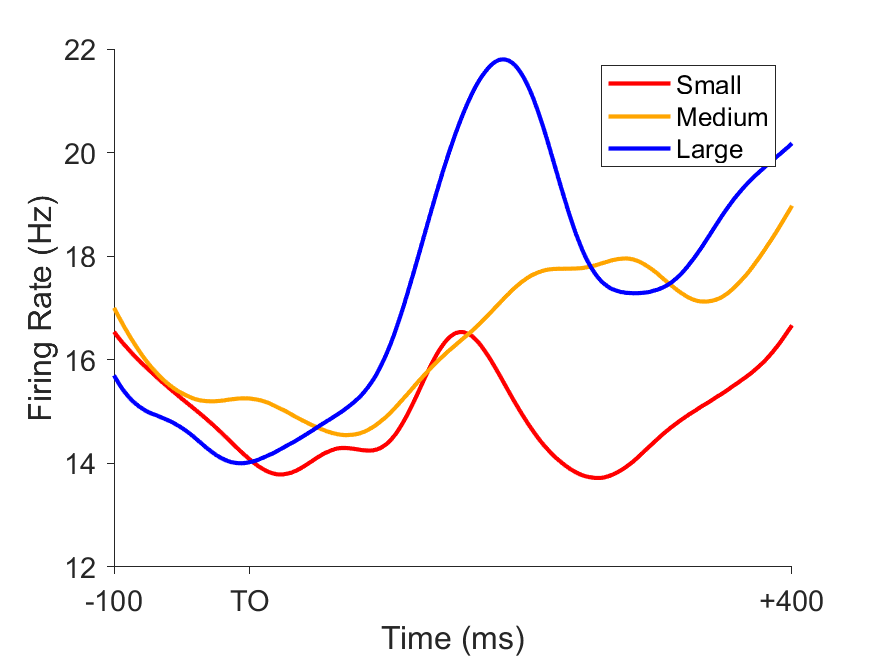 22
20
18
16
14
12
Firing Rate (Hz)
Small
Medium
Large
-100
TO
+400
Time (ms)